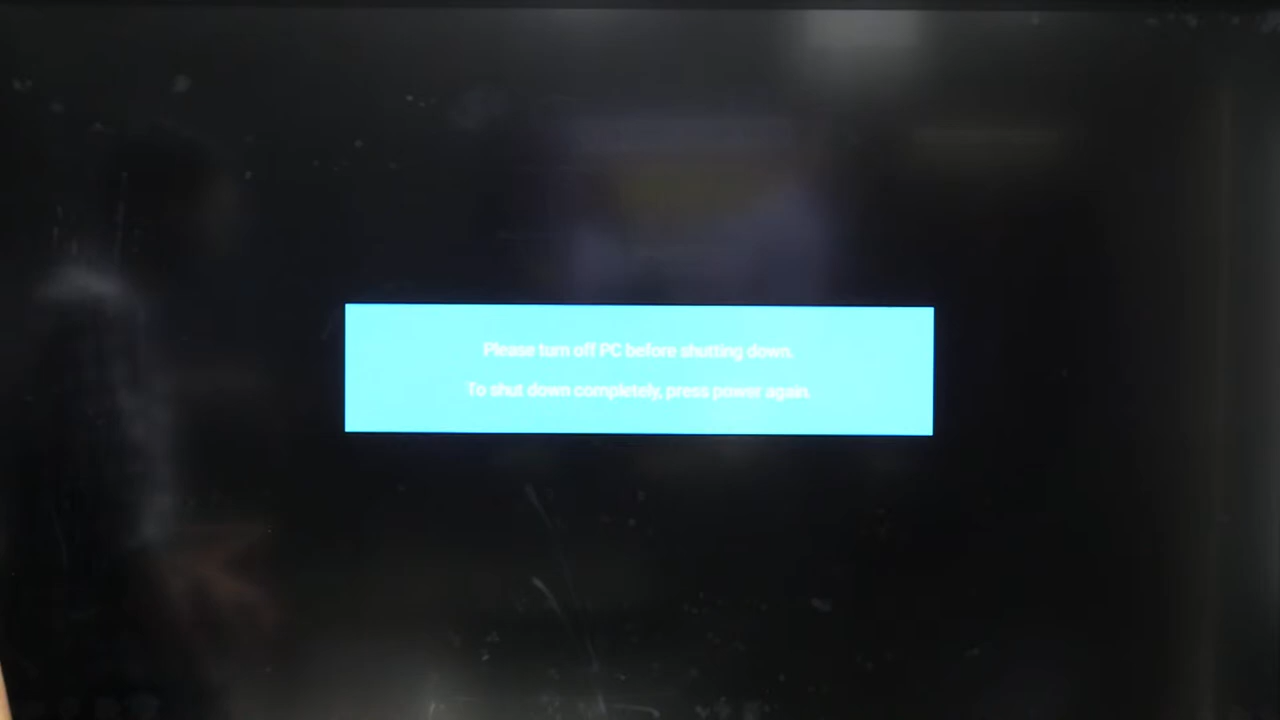 Please turn off PC before shutting down.
To shut down completely, press power again.